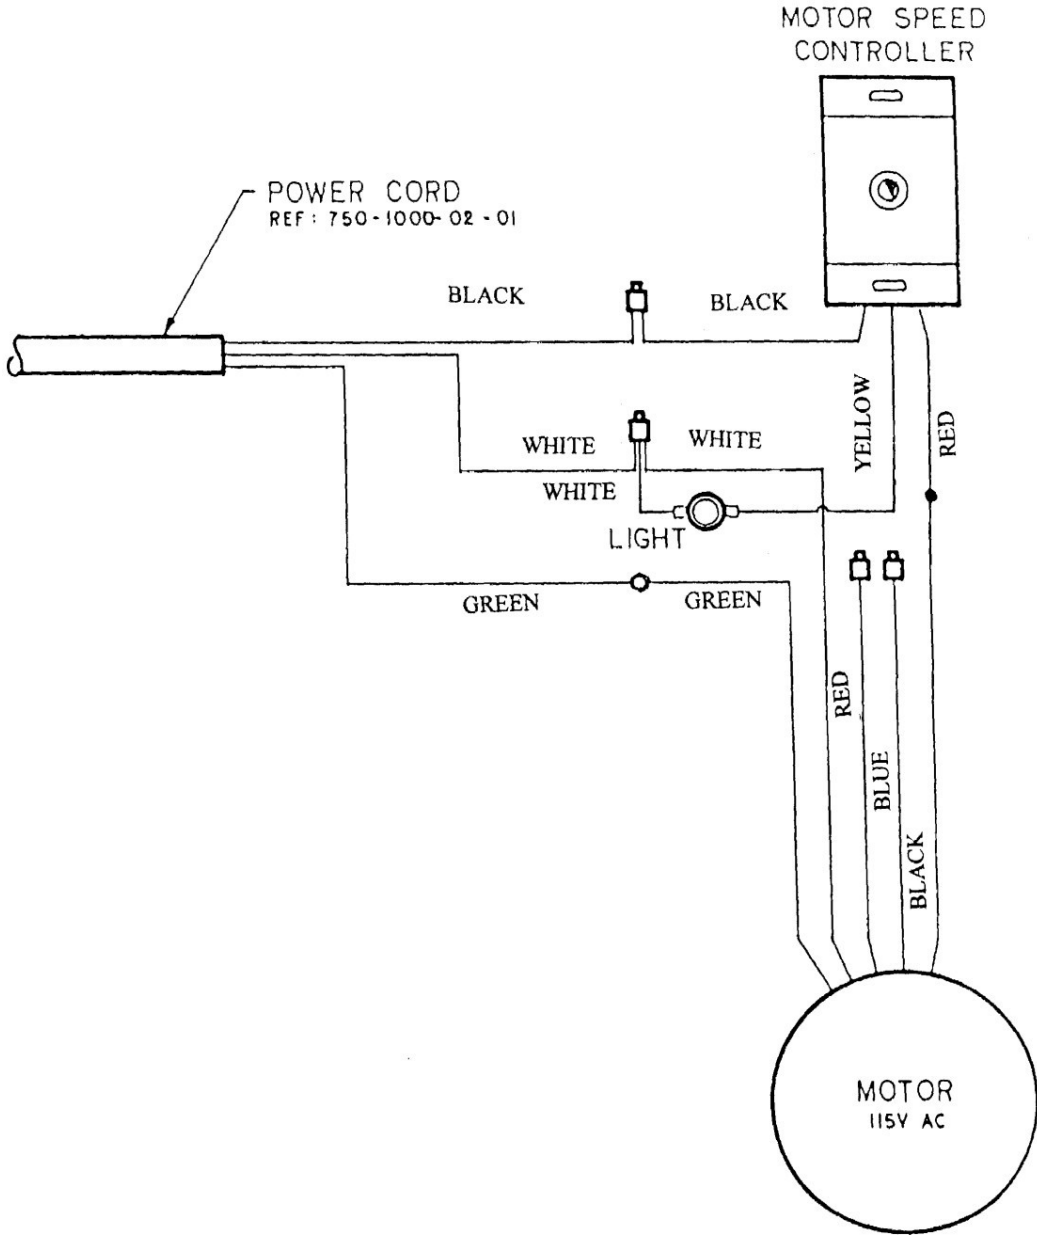 MOTOR SPEED
CONTROLLER
POWER CORD
REF: 750-1000-02-01
BLACK
BLACK
YELLOW
RED
WHITE
WHITE
WHITE
LIGHT
GREEN
GREEN
RED
BLUE
BLACK
MOTOR
115V AC